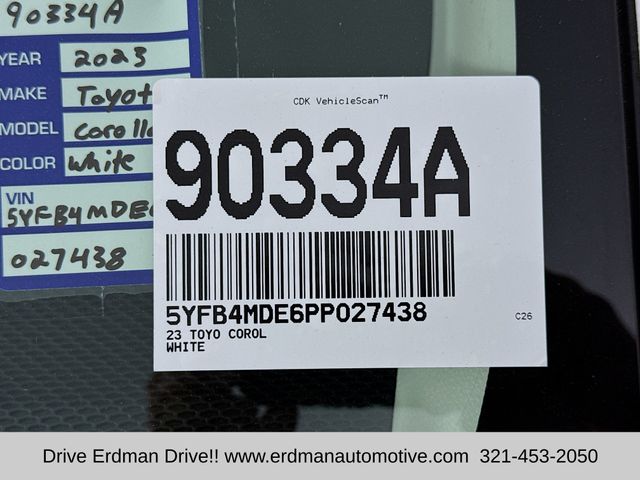 90334A
YEAR 2023
MAKE Toyot
MODEL Corolla
COLOR White
VIN
5YFB4MDE
027438
CDK VehicleScan™
90334A
5YFB4MDE6PP027438
23 TOYO COROL
WHITE
C26
Drive Erdman Drive!! www.erdmanautomotive.com 321-453-2050